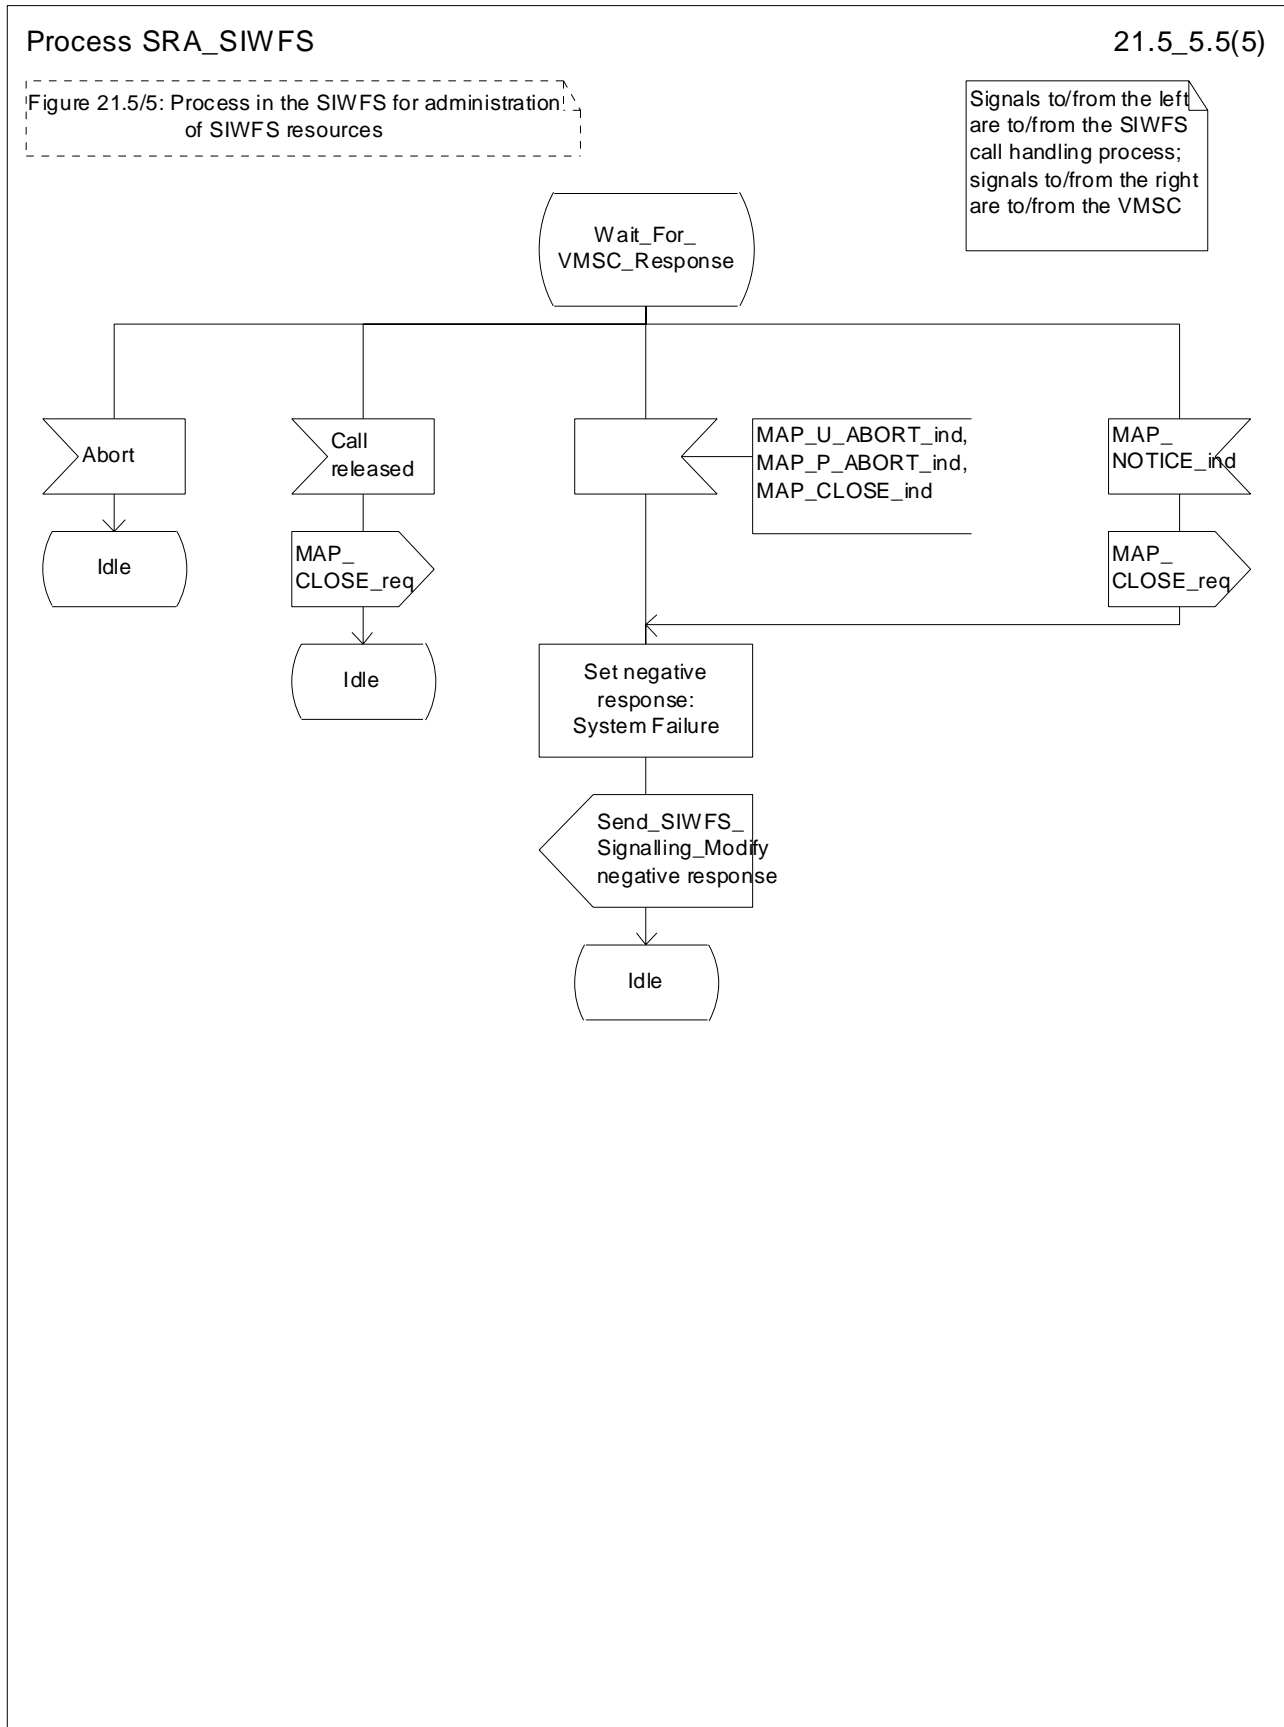 Process SRA_SIWFS
21.5_5.5(5)
Figure 21.5/5: Process in the SIWFS for administration
of SIWFS resources
Signals to/from the left
are to/from the SIWFS
call handling process;
signals to/from the right
are to/from the VMSC
Wait_For_
VMSC_Response
Abort
Call
released
MAP_U_ABORT_ind,
MAP_P_ABORT_ind,
MAP_CLOSE_ind
MAP_
NOTICE_ind
Idle
MAP_
CLOSE_req
MAP_
CLOSE_req
Idle
Set negative
response:
System Failure
Send_SIWFS_
Signalling_Modify
negative response
Idle